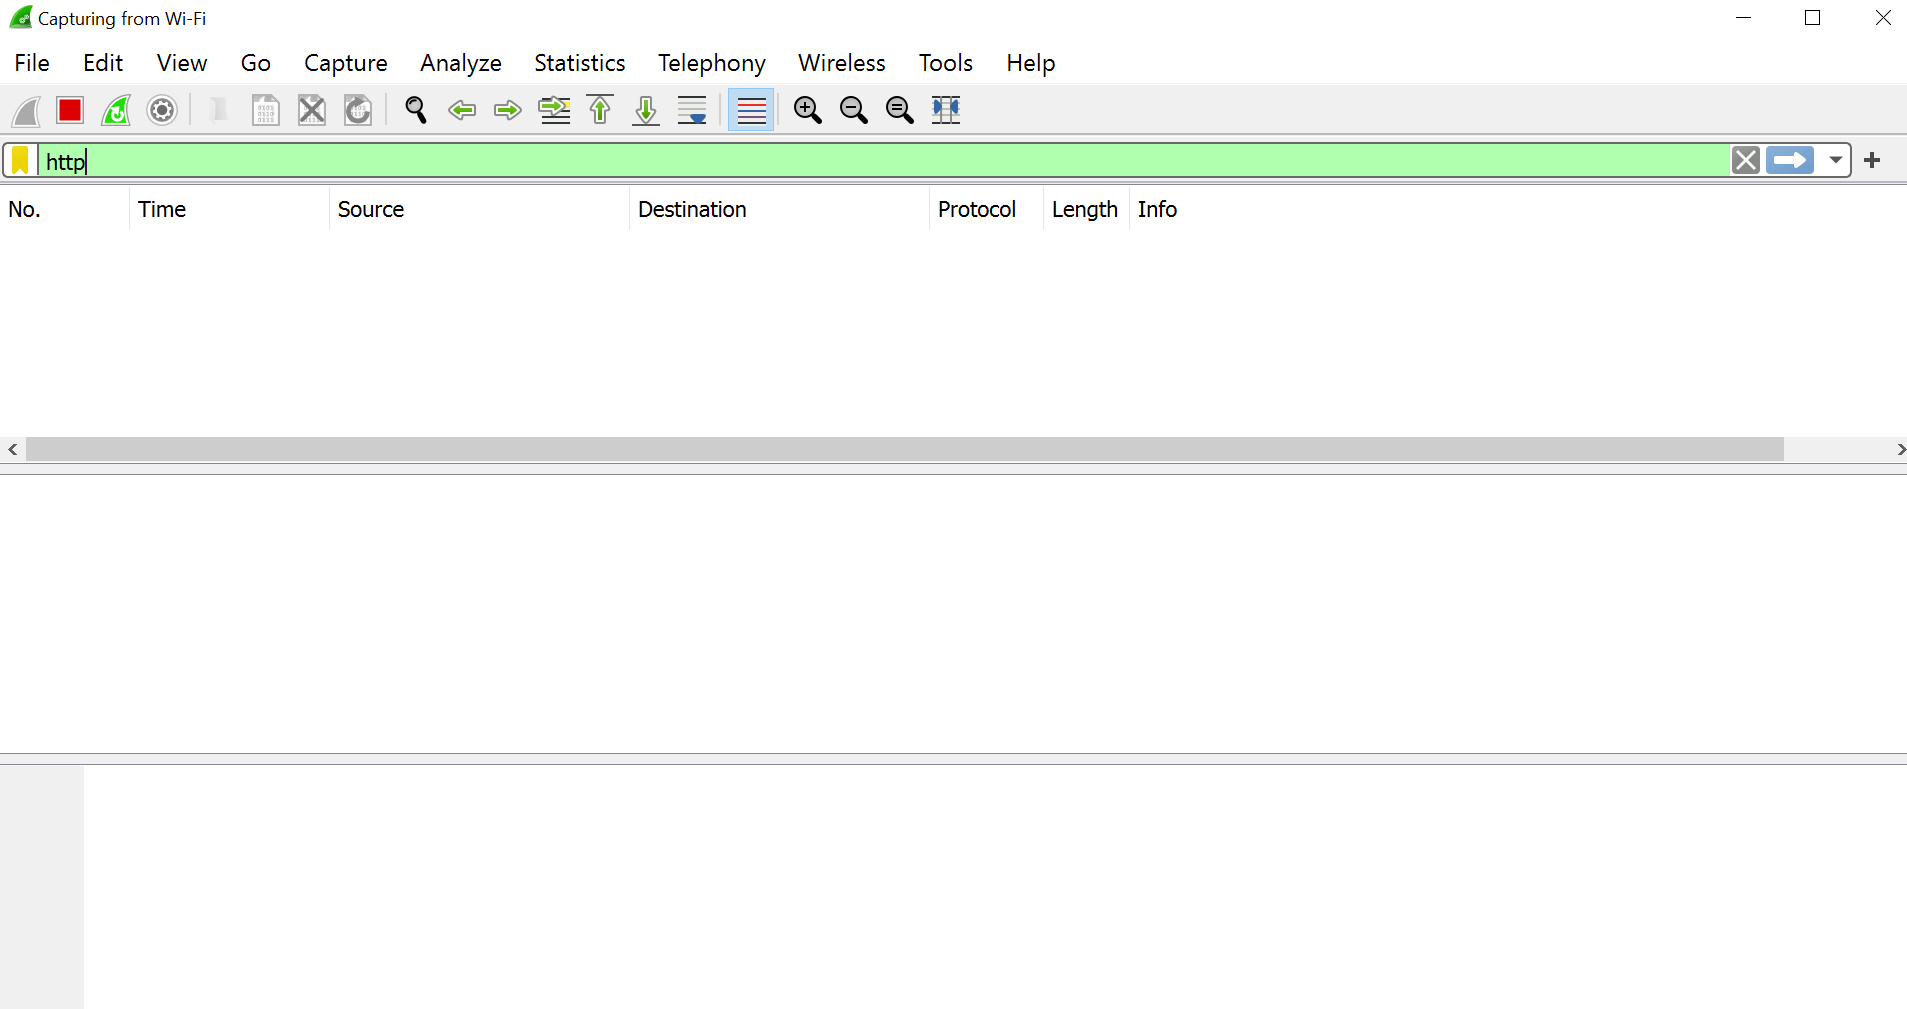 Capturing from Wi-Fi
File Edit View Go Capture Analyze Statistics Telephony Wireless Tools Help
http
No. Time Source Destination Protocol Length Info